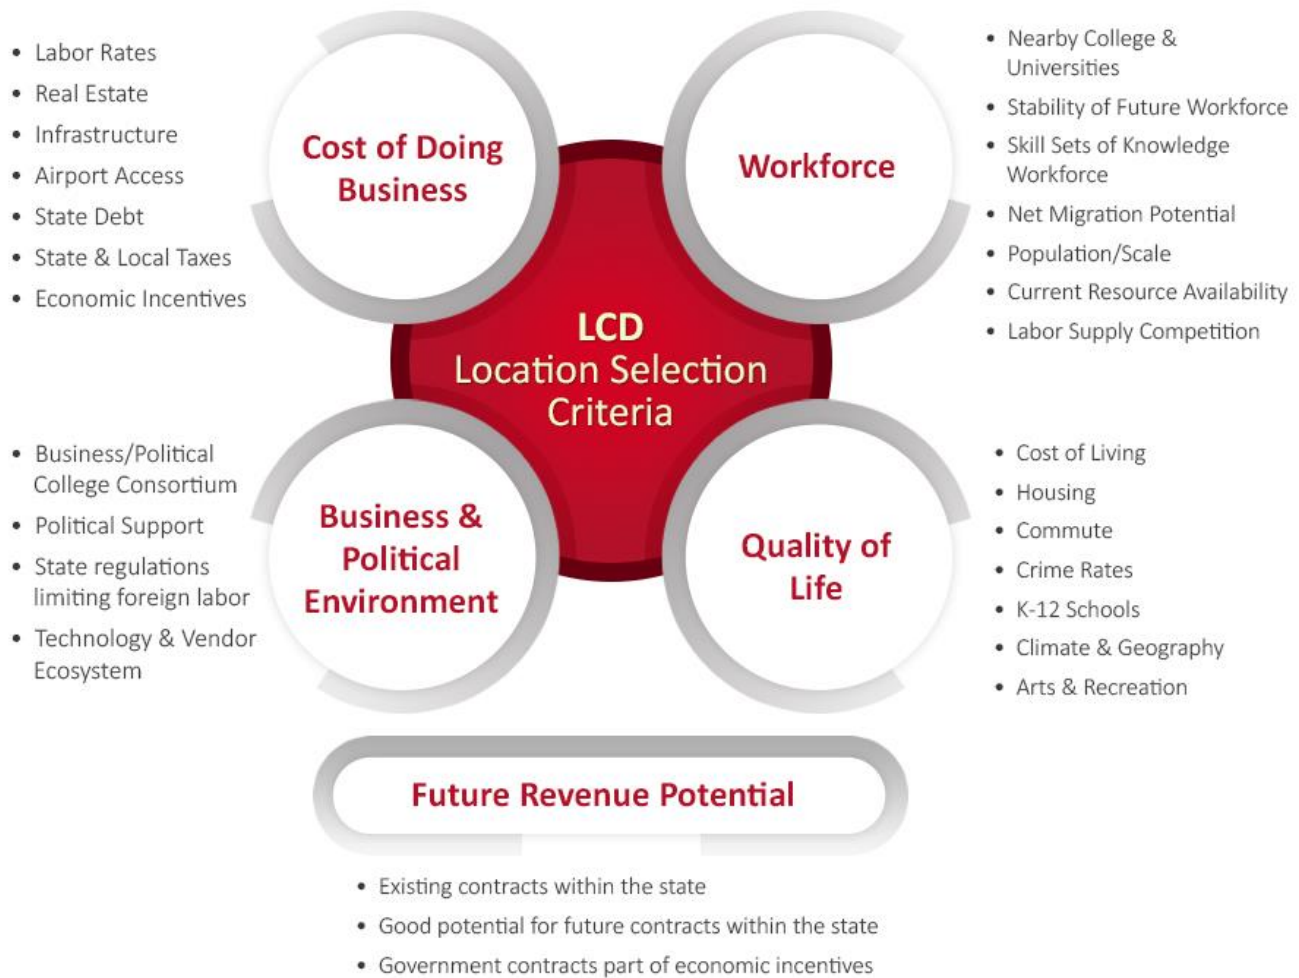 • Labor Rates
• Real Estate
• Infrastructure
• Airport Access
• State Debt
• State & Local Taxes
• Economic Incentives
Cost of Doing
Business
Workforce
• Nearby College &
Universities
• Stability of Future Workforce
• Skill Sets of Knowledge
Workforce
• Net Migration Potential
• Population/Scale
• Current Resource Availability
• Labor Supply Competition
LCD
Location Selection
Criteria
• Business/Political
College Consortium
• Political Support
• State regulations
limiting foreign labor
• Technology & Vendor
Ecosystem
Business &
Political
Environment
Quality of
Life
• Cost of Living
• Housing
• Commute
• Crime Rates
• K-12 Schools
• Climate & Geography
• Arts & Recreation
Future Revenue Potential
• Existing contracts within the state
• Good potential for future contracts within the state
• Government contracts part of economic incentives